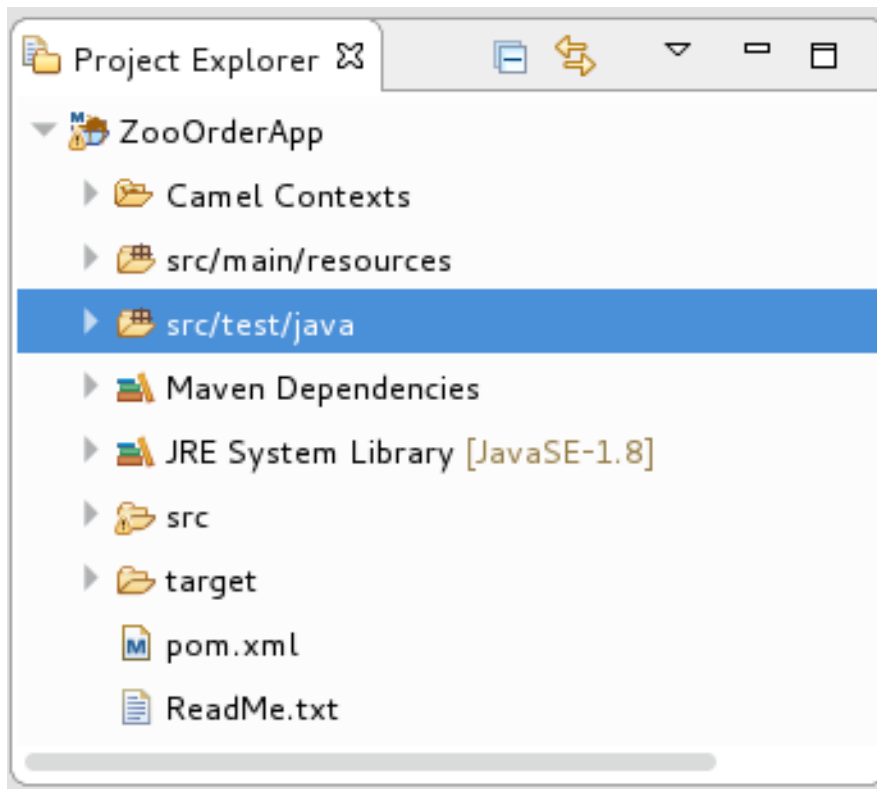 Project Explorer
ZooOrderApp
Camel Contexts
src/main/resources
src/test/java
Maven Dependencies
JRE System Library [JavaSE-1.8]
src
target
pom.xml
ReadMe.txt